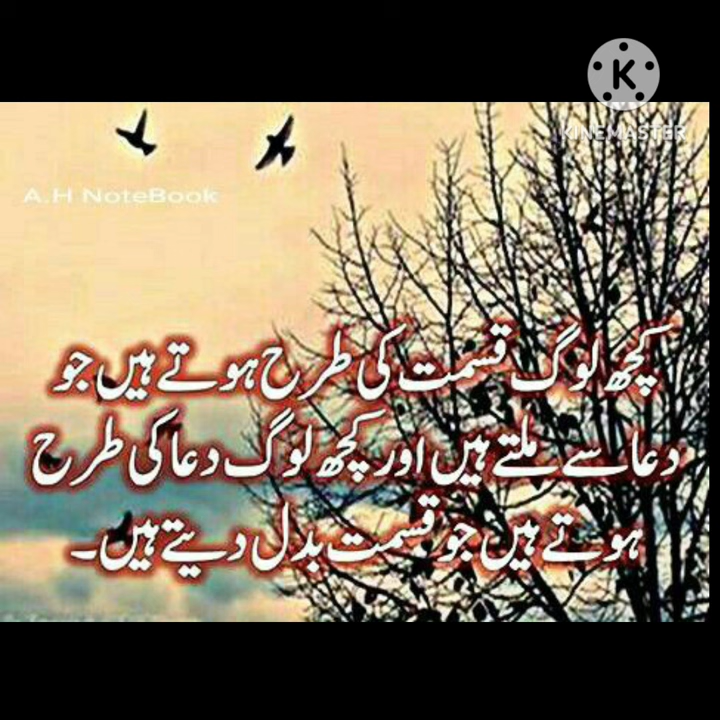 K
KINEMASTER
A.H NoteBook
کچھ لوگ قسمت کی طرح ہوتے ہیں جو
دعا سے ملتے ہیں اور کچھ لوگ دعا کی طرح
ہوتے ہیں جو قسمت بدل دیتے ہیں۔